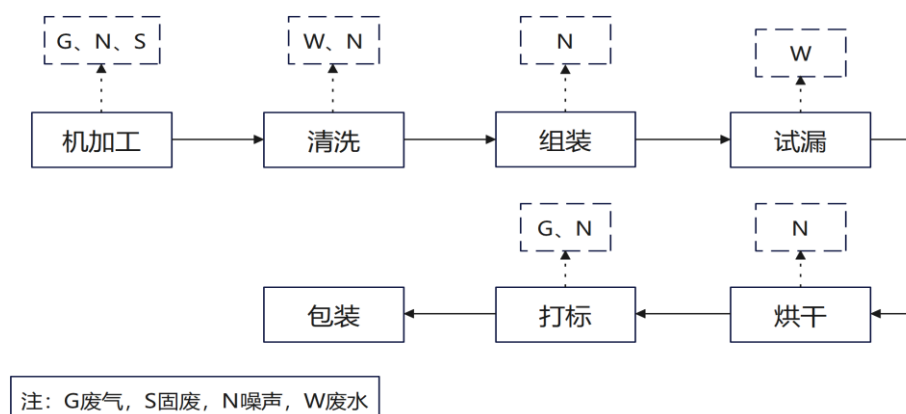 G、N、S
W、N
N
W
机加工
清洗
组装
试漏
G、N
N
包装
打标
烘干
注：G废气，S固废，N噪声，W废水